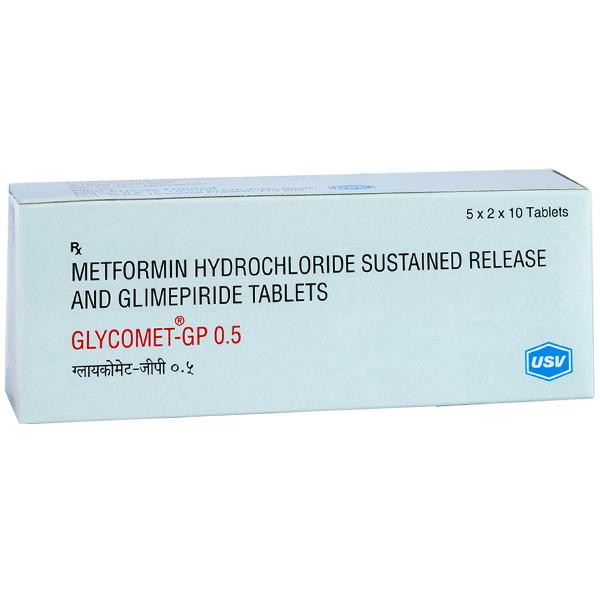 5 x 2 x 10 Tablets
Rx
METFORMIN HYDROCHLORIDE SUSTAINED RELEASE
AND GLIMEPIRIDE TABLETS
GLYCOMET®-GP 0.5
ग्लायकोमेट-जीपी ०.५
USV